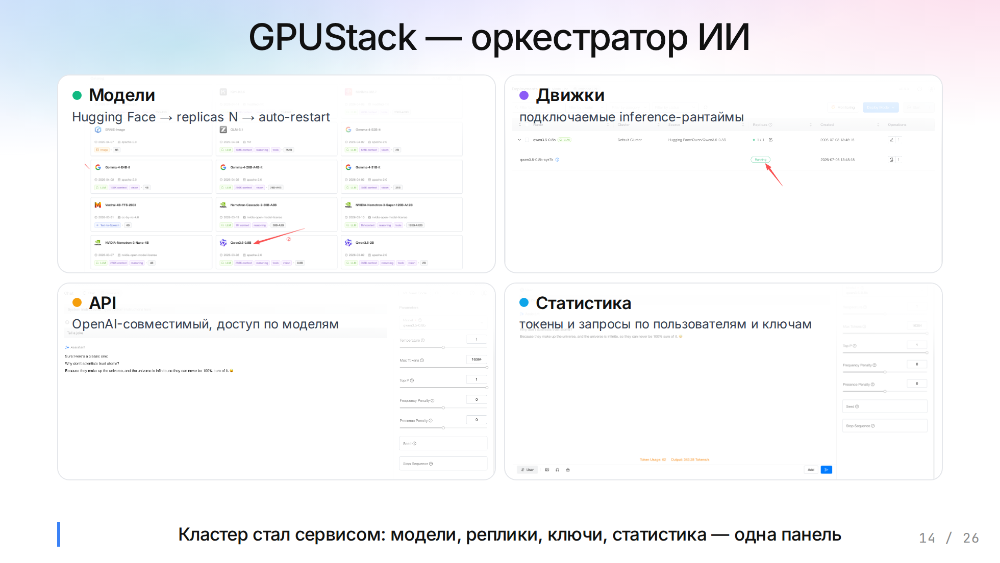 GPUStack — оркестратор ИИ
Модели
Hugging Face → replicas N → auto-restart
ERNIE-Image
2026-04-07 apache-2.0
Image · 8B
GLM-5.1
2026-04-04 mit
LLM 198K context reasoning tools · 754B
Gemma-4-E2B-it
2026-04-02 apache-2.0
LLM 128K context vision · 2B
Gemma-4-E4B-it
2026-04-02 apache-2.0
LLM 128K context vision · 4B
Gemma-4-26B-A4B-it
2026-04-02 apache-2.0
LLM 256K context vision · 26B-A4B
Gemma-4-31B-it
2026-04-02 apache-2.0
LLM 256K context vision · 31B
Voxtral-4B-TTS-2603
2026-03-31 cc-by-nc-4.0
Text-to-Speech · 4B
Nemotron-Cascade-2-30B-A3B
2026-03-19 nvidia-open-model-license
LLM 1M context reasoning · 30B-A3B
NVIDIA-Nemotron-3-Super-120B-A12B
2026-03-10 nvidia-open-model-license
LLM 1M context reasoning tools · 120B-A12B
NVIDIA-Nemotron-3-Nano-4B
2026-03-07 nvidia-open-model-license
LLM 256K context reasoning · 4B
Qwen3.5-0.8B
②
2026-03-02 apache-2.0
LLM 256K context reasoning tools vision · 0.8B
Qwen3.5-2B
2026-03-02 apache-2.0
LLM 256K context reasoning tools vision · 2B
Движки
подключаемые inference-рантаймы
Monitoring Deploy Model
Name Cluster Source Replicas Created Operations
qwen3.5-0.8b LLM Default Cluster Hugging Face/Qwen/Qwen3.5-0.8B 1 / 1 2026-07-08 13:45:18
qwen3.5-0.8b-ayz7k Running 2026-07-08 13:45:18
API
OpenAI-совместимый, доступ по моделям
Tell a joke
Assistant
Sure! Here's a classic one:
Why don't scientists trust atoms?
Because they make up the universe, and the universe is infinite, so they can never be 100% sure of it. 😄
Parameters
Model
qwen3.5-0.8b
Temperature 1
Max Tokens 16384
Top P 1
Frequency Penalty 0
Presence Penalty 0
Seed
Stop Sequence
Статистика
токены и запросы по пользователям и ключам
Why don't scientists trust atoms?
Because they make up the universe, and the universe is infinite, so they can never be 100% sure of it. 😄
Max Tokens 16384
Top P 1
Frequency Penalty 0
Presence Penalty 0
Seed
Stop Sequence
Token Usage: 62 Output: 343.28 Tokens/s
User
Add
Кластер стал сервисом: модели, реплики, ключи, статистика — одна панель
14 / 26